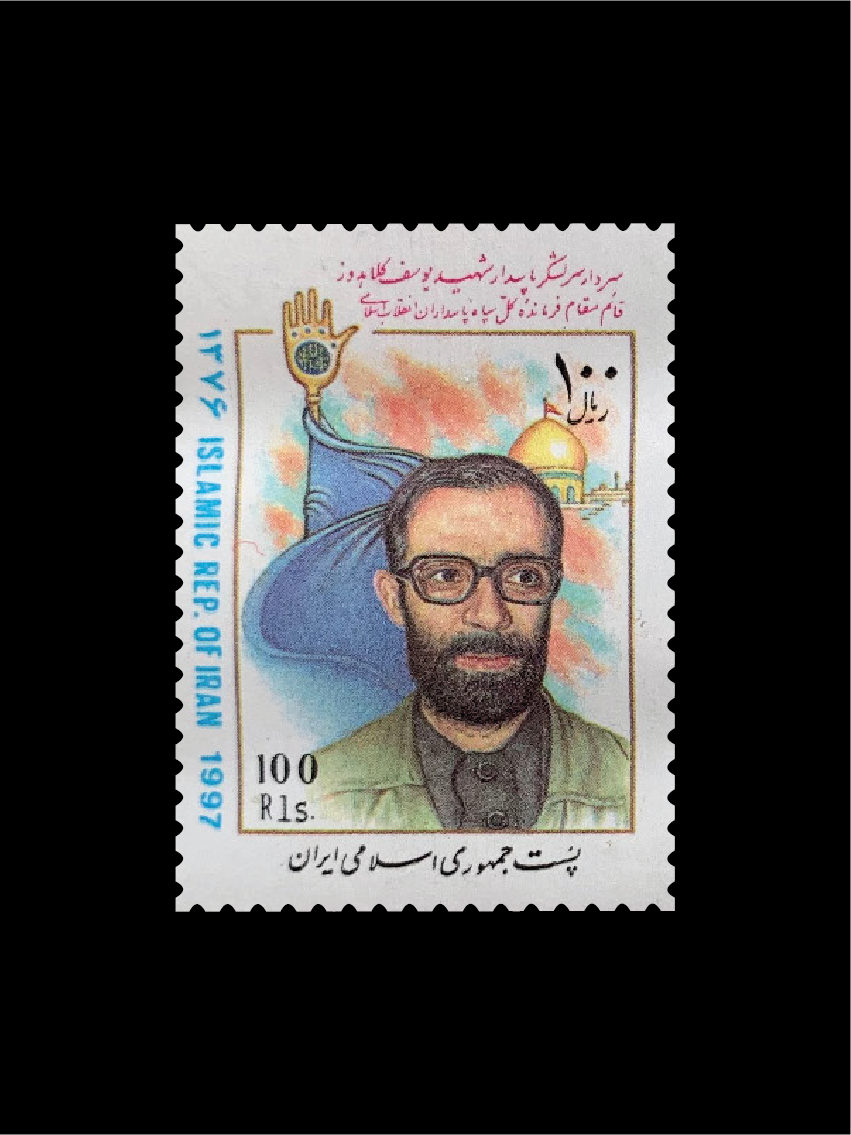 سردار سرلشکر پاسدار شهید یوسف کلاهدوز
قائم مقام فرمانده کل سپاه پاسداران انقلاب اسلامی
۱۰۰
ریال
۱۳۷۶ ISLAMIC REP. OF IRAN 1997
100
Rls.
پست جمهوری اسلامی ایران